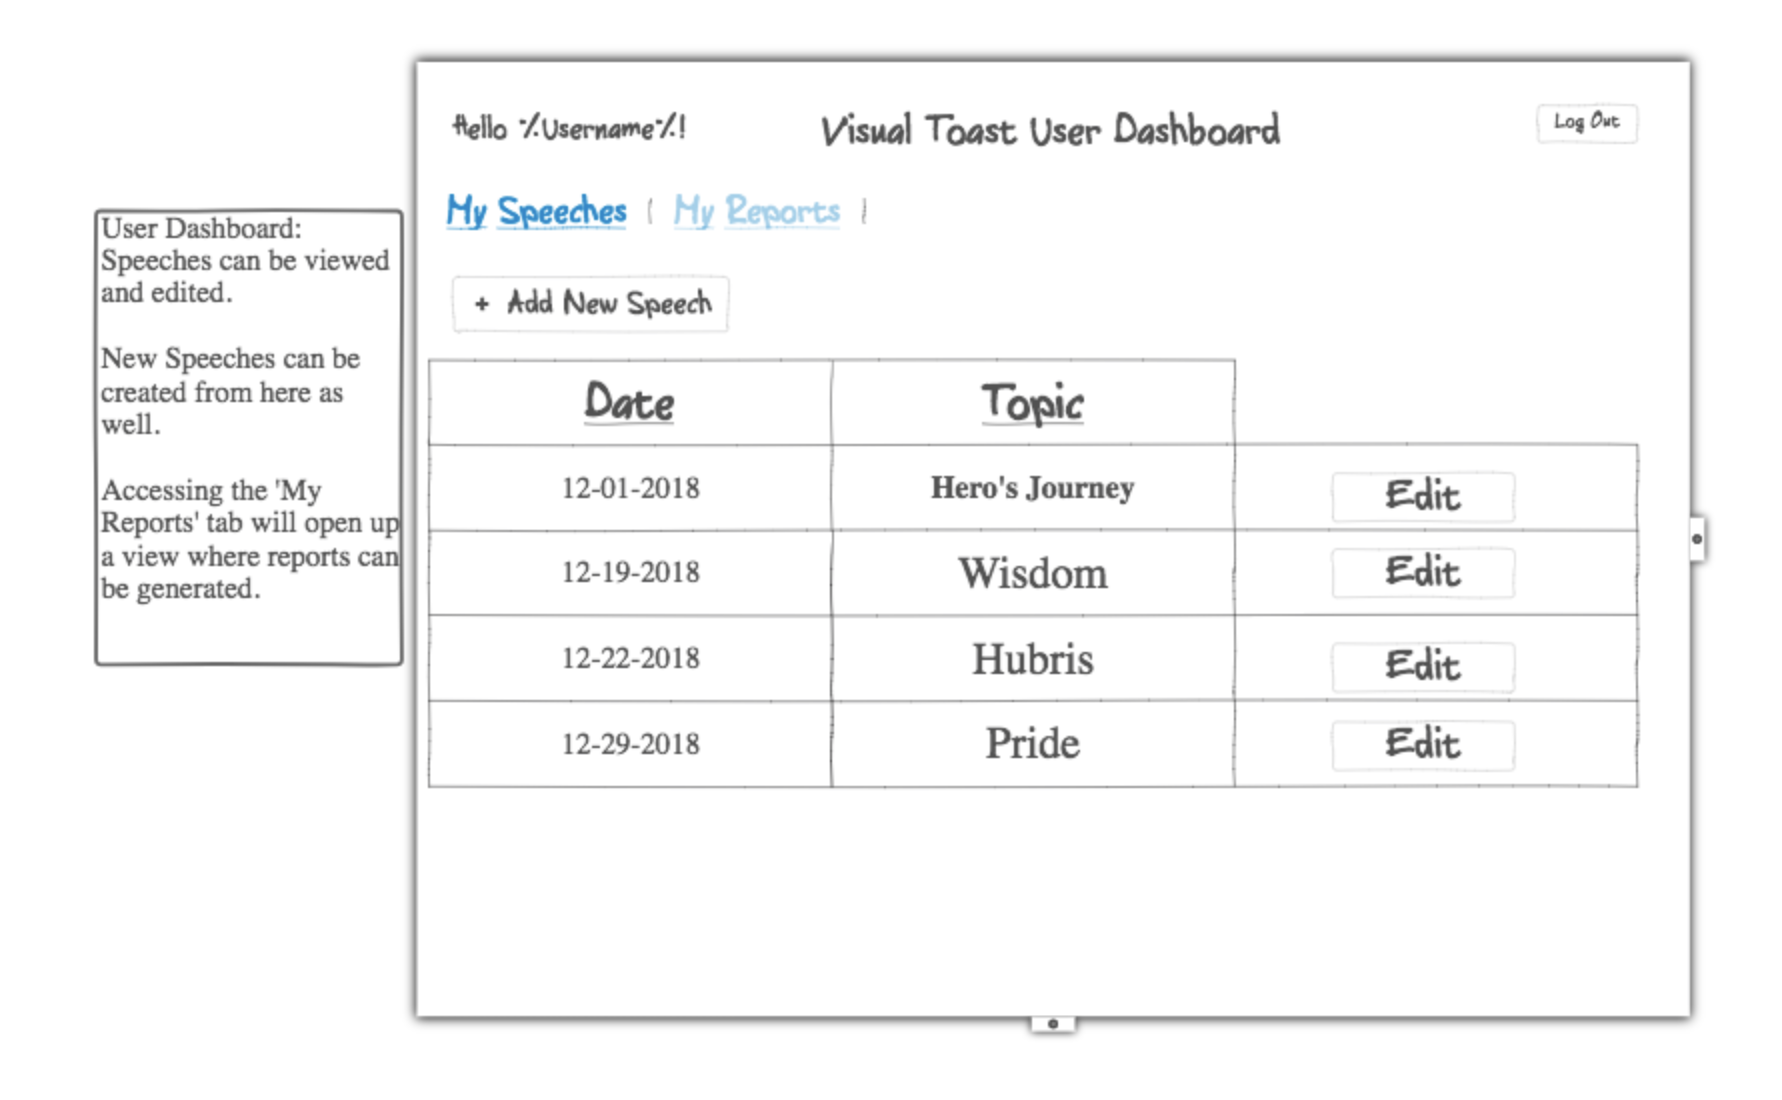 Hello %Username%!
Visual Toast User Dashboard
Log Out
My Speeches | My Reports |
+ Add New Speech
User Dashboard:
Speeches can be viewed
and edited.
New Speeches can be
created from here as
well.
Accessing the 'My
Reports' tab will open up
a view where reports can
be generated.
Date Topic
12-01-2018 Hero's Journey Edit
12-19-2018 Wisdom Edit
12-22-2018 Hubris Edit
12-29-2018 Pride Edit